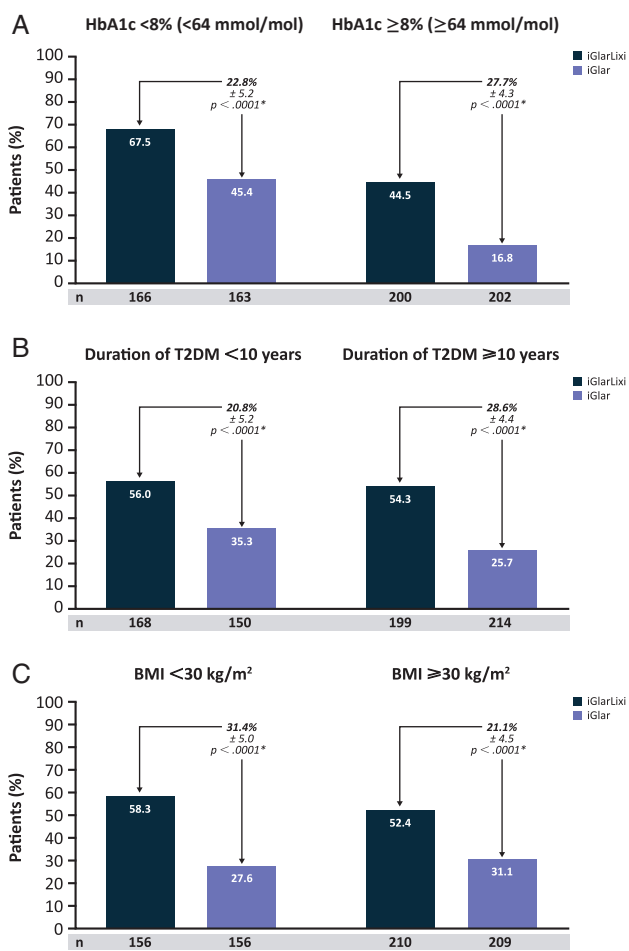 A
HbA1c <8% (<64 mmol/mol) HbA1c ≥8% (≥64 mmol/mol)
iGlarLixi
iGlar
Patients (%)
100
90
80
70
60
50
40
30
20
10
0
22.8%
± 5.2
p < .0001*
27.7%
± 4.3
p < .0001*
67.5
45.4
44.5
16.8
n 166 163 200 202
B
Duration of T2DM <10 years Duration of T2DM ⩾10 years
iGlarLixi
iGlar
Patients (%)
100
90
80
70
60
50
40
30
20
10
0
20.8%
± 5.2
p < .0001*
28.6%
± 4.4
p < .0001*
56.0
35.3
54.3
25.7
n 168 150 199 214
C
BMI <30 kg/m² BMI ⩾30 kg/m²
iGlarLixi
iGlar
Patients (%)
100
90
80
70
60
50
40
30
20
10
0
31.4%
± 5.0
p < .0001*
21.1%
± 4.5
p < .0001*
58.3
27.6
52.4
31.1
n 156 156 210 209